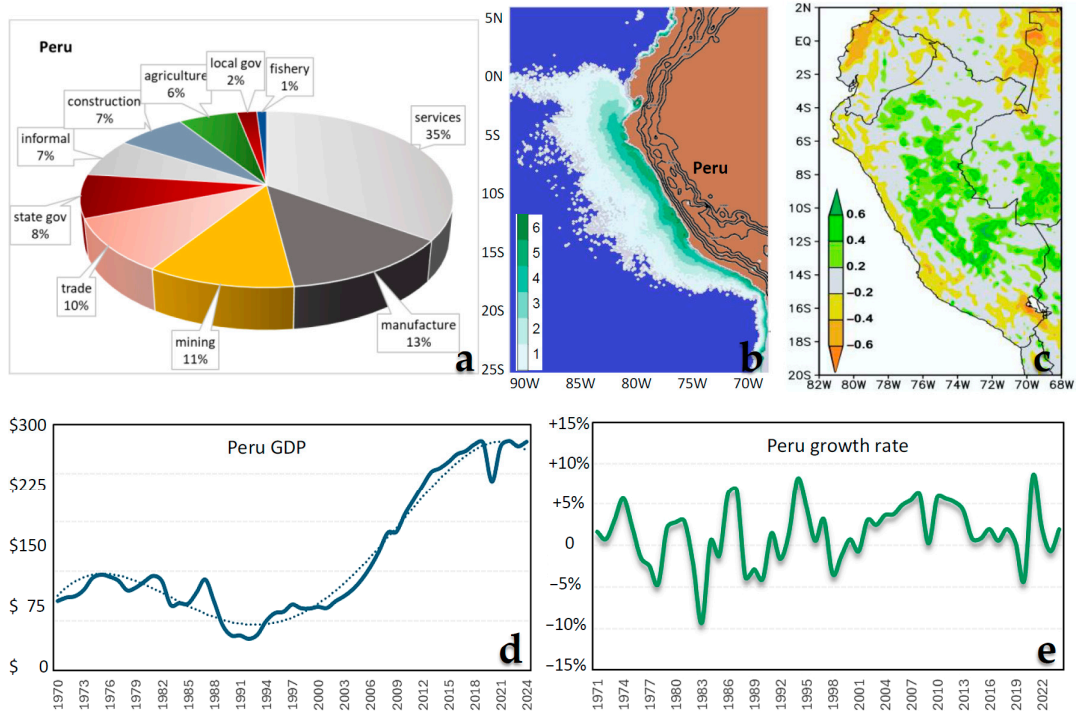 Peru
local gov
2%
fishery
1%
agriculture
6%
construction
7%
services
35%
informal
7%
state gov
8%
trade
10%
mining
11%
manufacture
13%
a
5N
0N
5S
10S
15S
20S
25S
Peru
6
5
4
3
2
1
90W
85W
80W
75W
70W
b
2N
EQ
2S
4S
6S
8S
10S
12S
14S
16S
18S
20S
0.6
0.4
0.2
-0.2
-0.4
-0.6
82W
80W
78W
76W
74W
72W
70W
68W
c
Peru GDP
$300
$225
$150
$ 75
$ 0
1970
1973
1976
1979
1982
1985
1988
1991
1994
1997
2000
2003
2006
2009
2012
2015
2018
2021
2024
d
Peru growth rate
+15%
+10%
+5%
0
−5%
−10%
−15%
1971
1974
1977
1980
1983
1986
1989
1992
1995
1998
2001
2004
2007
2010
2013
2016
2019
2022
e